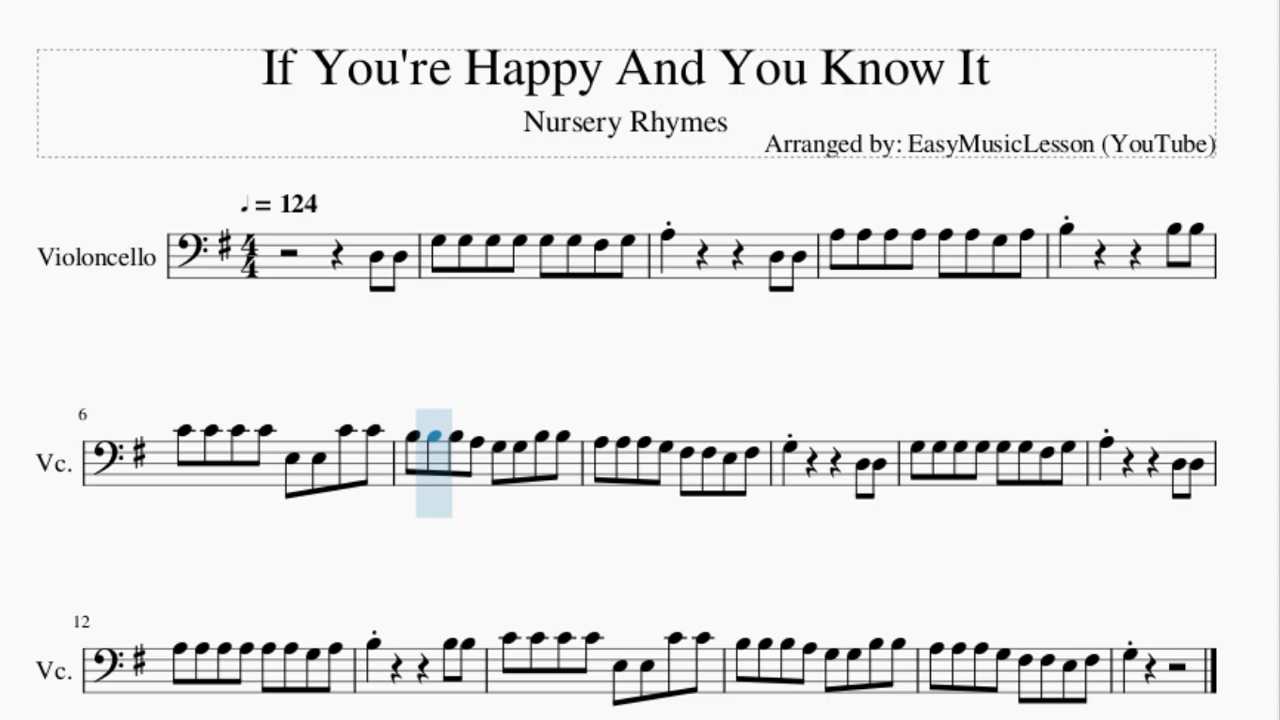 If You're Happy And You Know It
Nursery Rhymes
Arranged by: EasyMusicLesson (YouTube)
♩ = 124
Violoncello
4
4
6
Vc.
12
Vc.